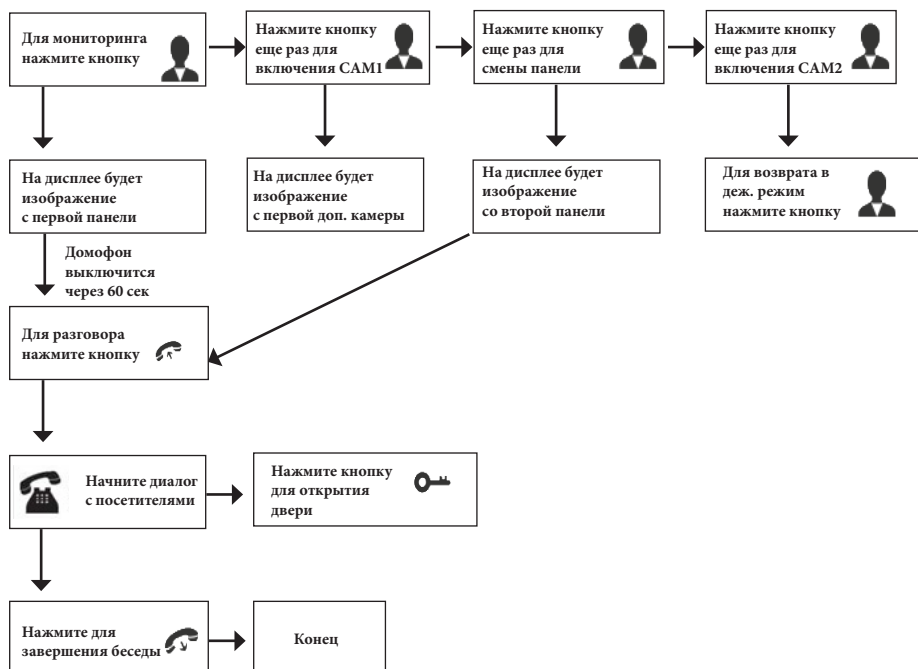 Для мониторинга
нажмите кнопку
Нажмите кнопку
еще раз для
включения CAM1
Нажмите кнопку
еще раз для
смены панели
Нажмите кнопку
еще раз для
включения CAM2
На дисплее будет
изображение
с первой панели
На дисплее будет
изображение
с первой доп. камеры
На дисплее будет
изображение
со второй панели
Для возврата в
деж. режим
нажмите кнопку
Домофон
выключится
через 60 сек
Для разговора
нажмите кнопку
Начните диалог
с посетителями
Нажмите кнопку
для открытия
двери
Нажмите для
завершения беседы
Конец